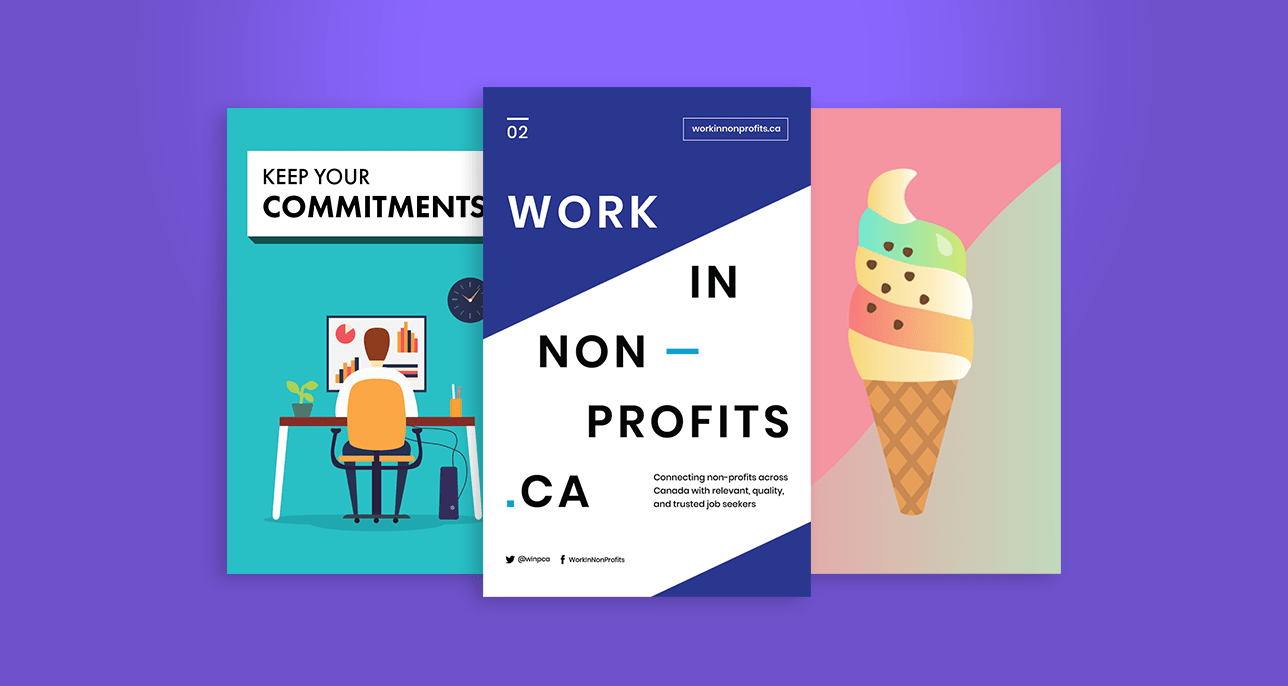 KEEP YOUR
COMMITMENTS
02
workinnonprofits.ca
WORK
IN
NON —
PROFITS
.CA
Connecting non-profits across
Canada with relevant, quality,
and trusted job seekers
@winpca
WorkInNonProfits